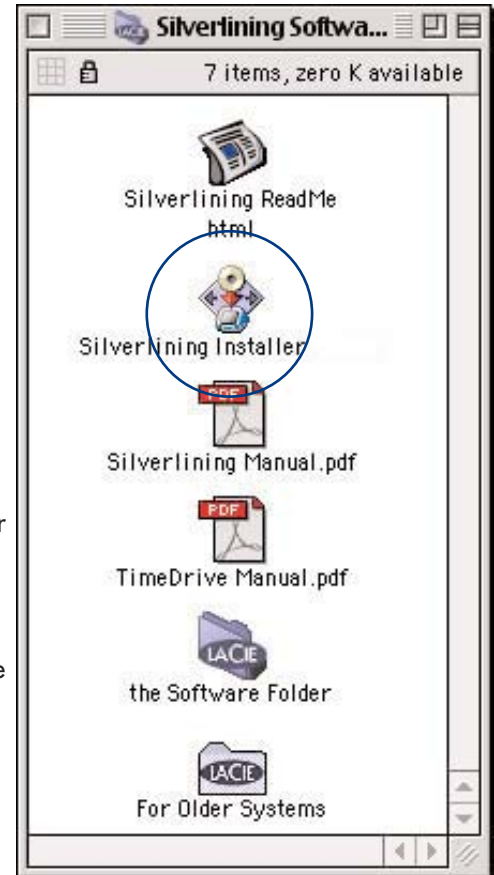 Silverlining Softwa...
7 items, zero K available
Silverlining ReadMe
html
Silverlining Installer
PDF
Silverlining Manual.pdf
PDF
TimeDrive Manual.pdf
r
LACIE
e
the Software Folder
LACIE
For Older Systems